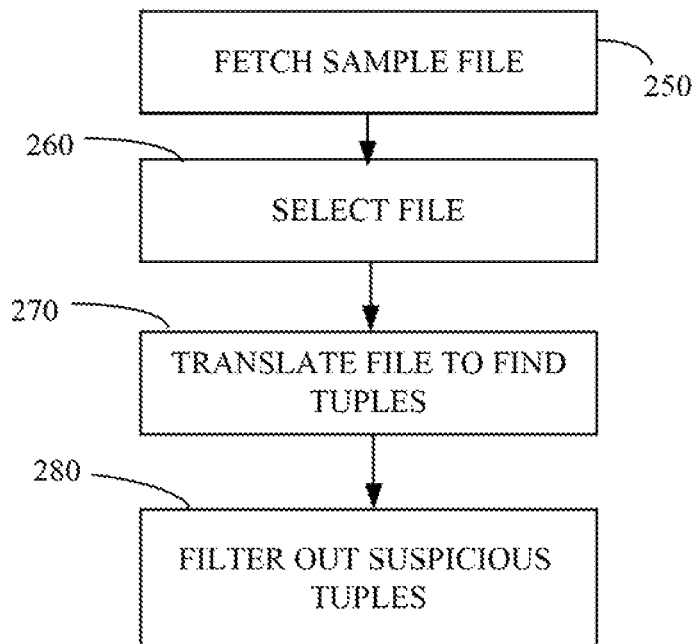 FETCH SAMPLE FILE
250
260
SELECT FILE
270
TRANSLATE FILE TO FIND
TUPLES
280
FILTER OUT SUSPICIOUS
TUPLES